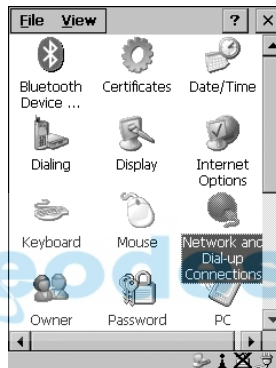 File View ? ×
Bluetooth
Device ...
Certificates
Date/Time
Dialing
Display
Internet
Options
Keyboard
Mouse
Network and
Dial-up
Connections
Owner
Password
PC